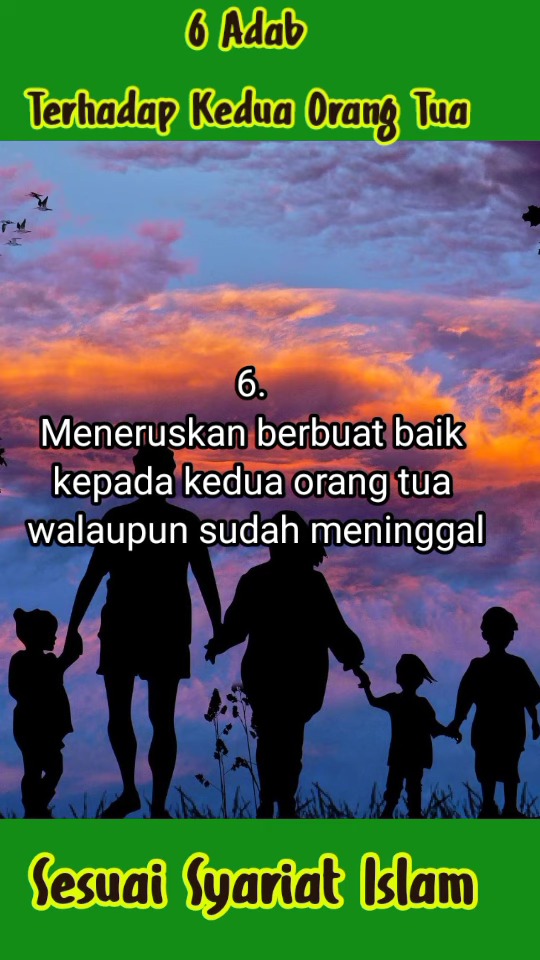 6 Adab
Terhadap Kedua Orang Tua
6.
Meneruskan berbuat baik
kepada kedua orang tua
walaupun sudah meninggal
Sesuai Syariat Islam